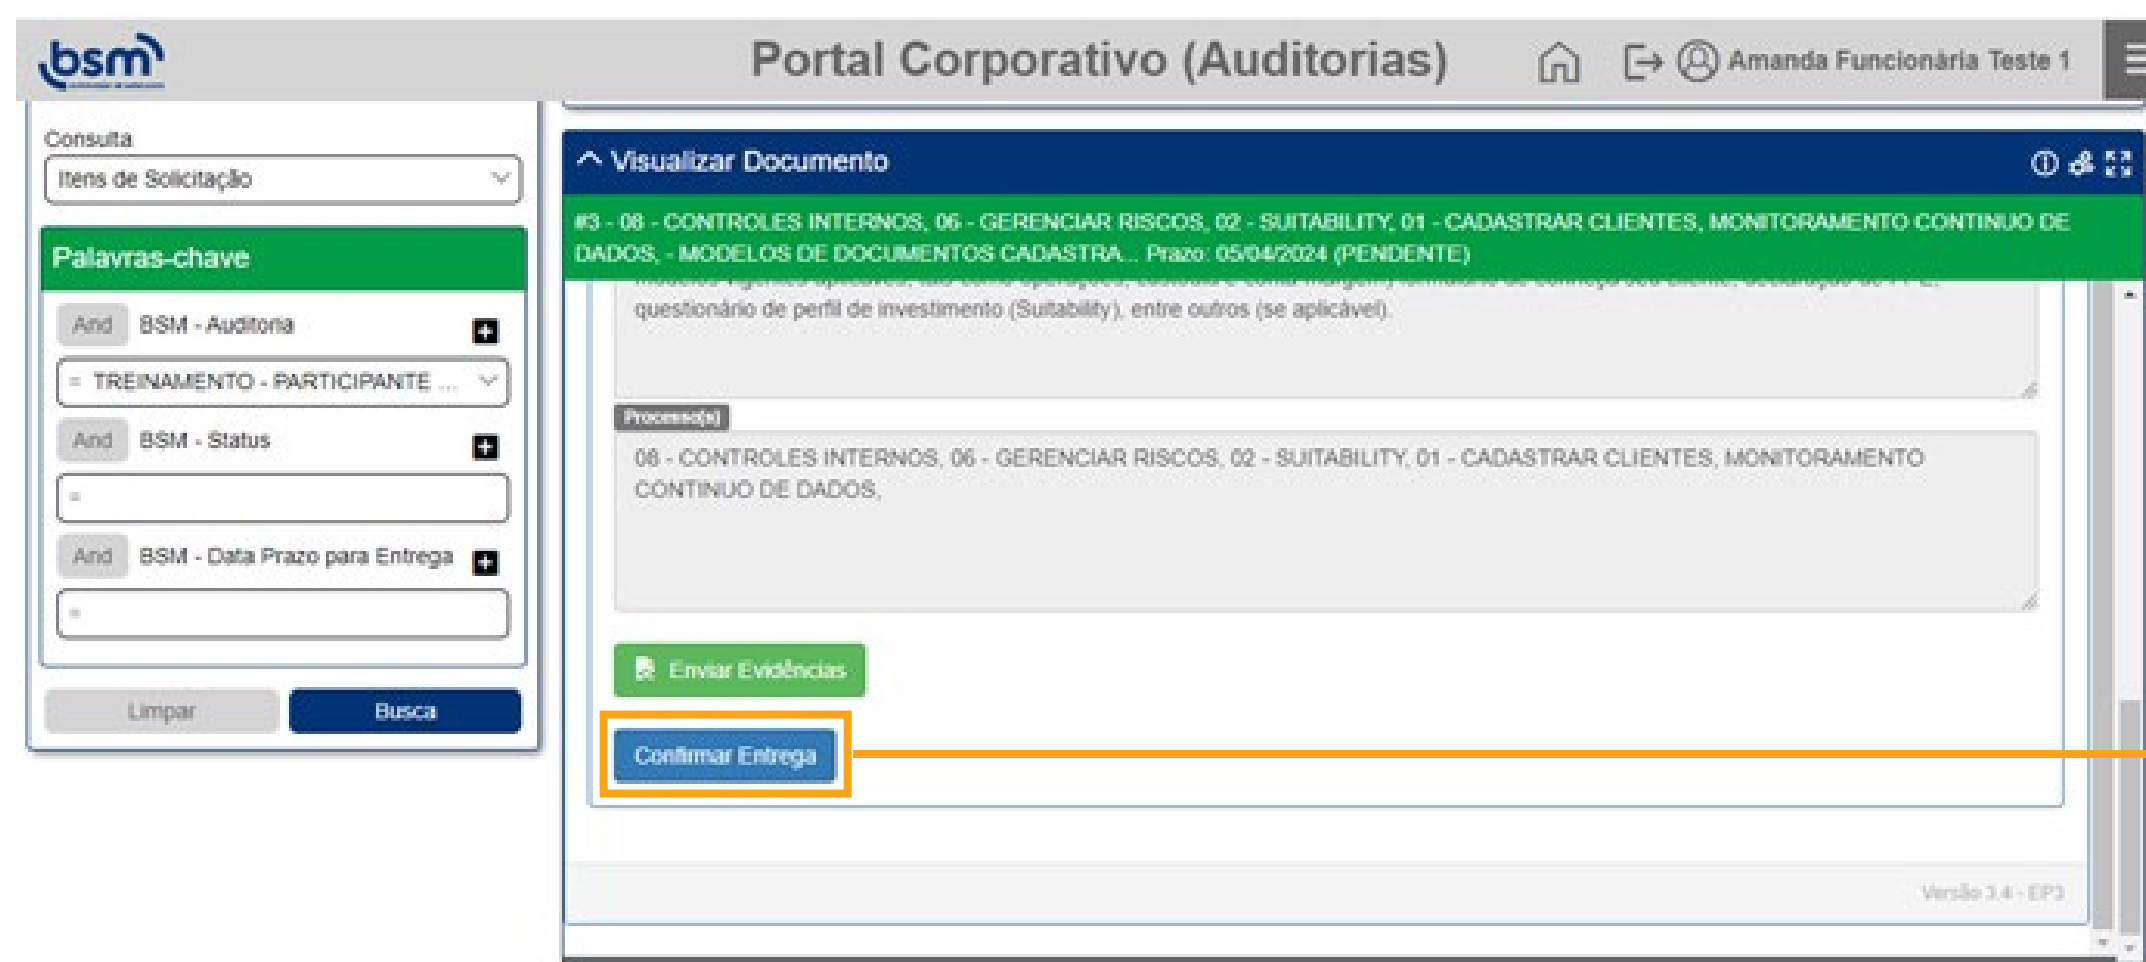 bsm
Portal Corporativo (Auditorias)
Amanda Funcionária Teste 1
Consulta
Itens de Solicitação
Palavras-chave
And BSM - Auditoria
= TREINAMENTO - PARTICIPANTE ...
And BSM - Status
=
And BSM - Data Prazo para Entrega
=
Limpar Busca
Visualizar Documento
#3 - 08 - CONTROLES INTERNOS, 06 - GERENCIAR RISCOS, 02 - SUITABILITY, 01 - CADASTRAR CLIENTES, MONITORAMENTO CONTINUO DE
DADOS, - MODELOS DE DOCUMENTOS CADASTRA... Prazo: 05/04/2024 (PENDENTE)
questionário de perfil de investimento (Suitability), entre outros (se aplicável).
Processo(s)
08 - CONTROLES INTERNOS, 06 - GERENCIAR RISCOS, 02 - SUITABILITY, 01 - CADASTRAR CLIENTES, MONITORAMENTO
CONTINUO DE DADOS,
Enviar Evidências
Confirmar Entrega
Versão 3.4 - EP3